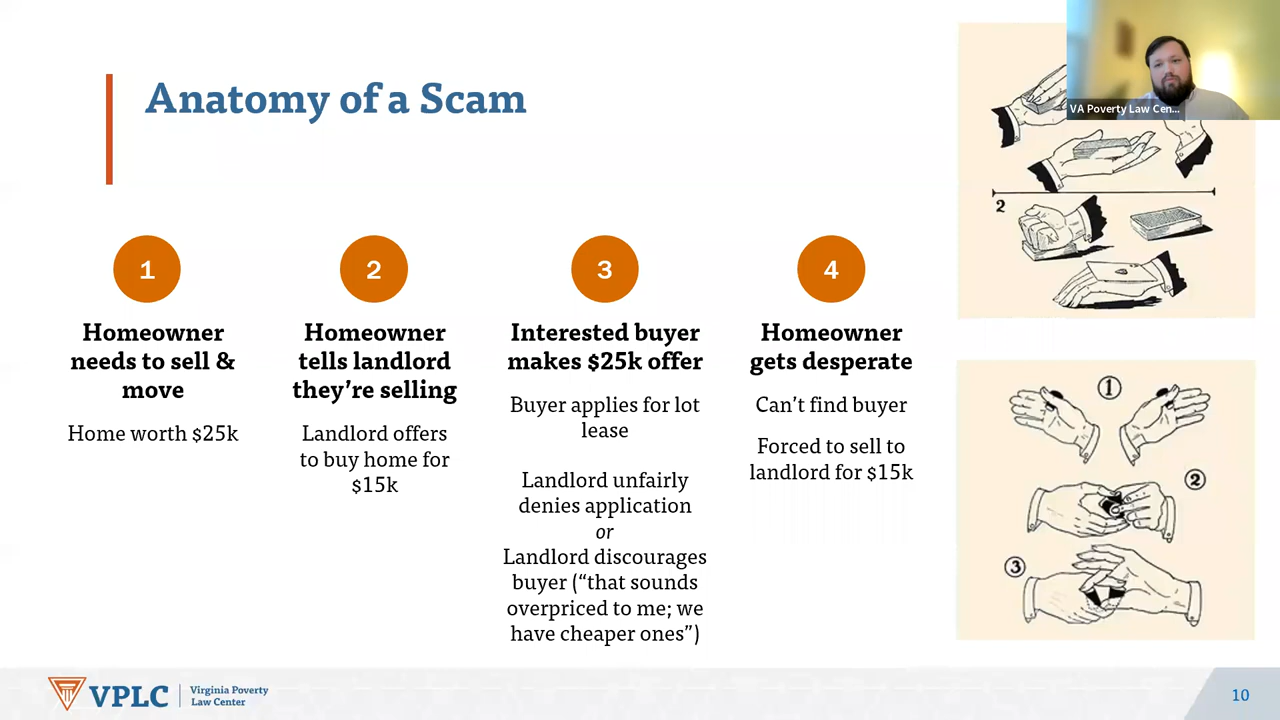 Anatomy of a Scam
VA Poverty Law Cen...
1
Homeowner
needs to sell &
move
Home worth $25k
2
Homeowner
tells landlord
they’re selling
Landlord offers
to buy home for
$15k
3
Interested buyer
makes $25k offer
Buyer applies for lot
lease
Landlord unfairly
denies application
or
Landlord discourages
buyer (“that sounds
overpriced to me; we
have cheaper ones”)
4
Homeowner
gets desperate
Can’t find buyer
Forced to sell to
landlord for $15k
2
1
2
3
VPLC
Virginia Poverty
Law Center
10